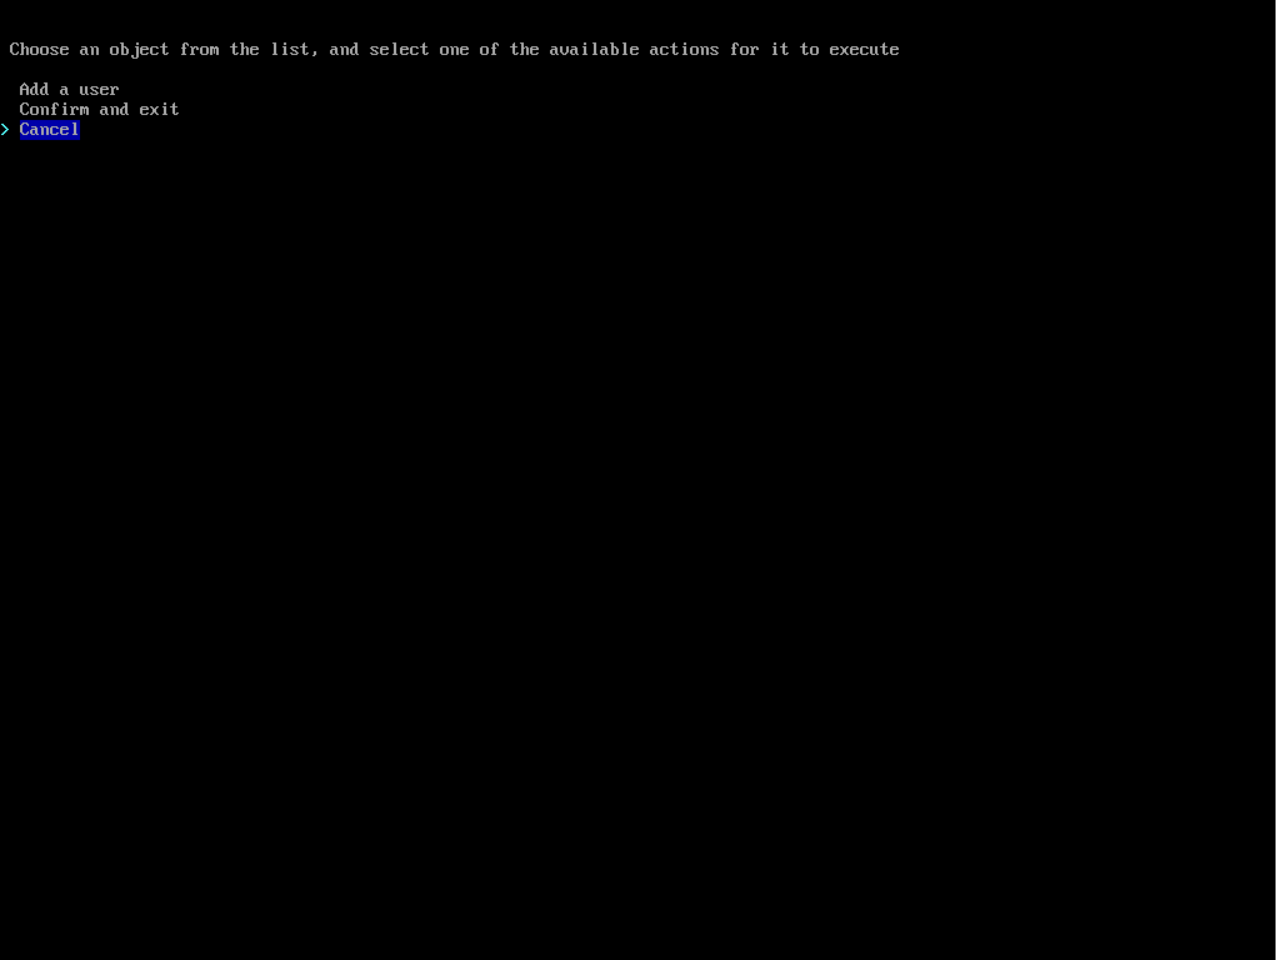 Choose an object from the list, and select one of the available actions for it to execute
Add a user
Confirm and exit
> Cancel